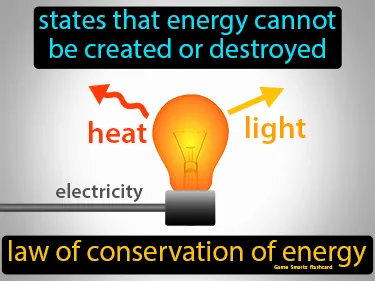 states that energy cannot
be created or destroyed
heat
light
electricity
law of conservation of energy
Game Smartz flashcard